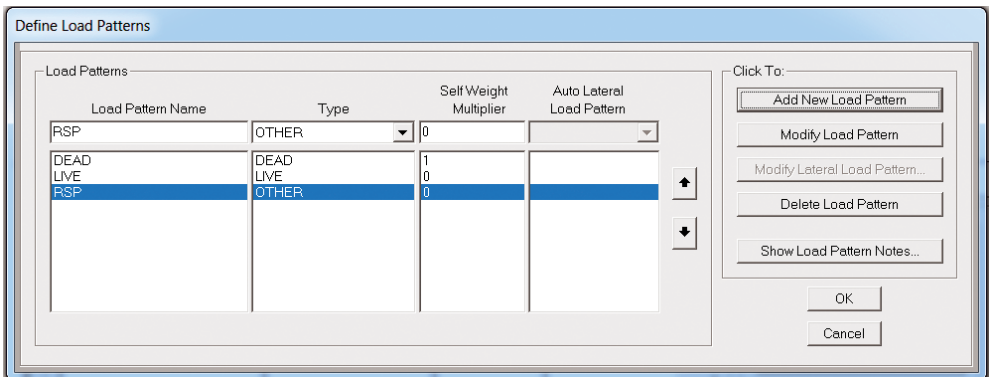 Define Load Patterns
Load Patterns
Load Pattern Name Type Self Weight Multiplier Auto Lateral Load Pattern
RSP OTHER 0
DEAD DEAD 1
LIVE LIVE 0
RSP OTHER 0
Click To:
Add New Load Pattern
Modify Load Pattern
Modify Lateral Load Pattern...
Delete Load Pattern
Show Load Pattern Notes...
OK
Cancel